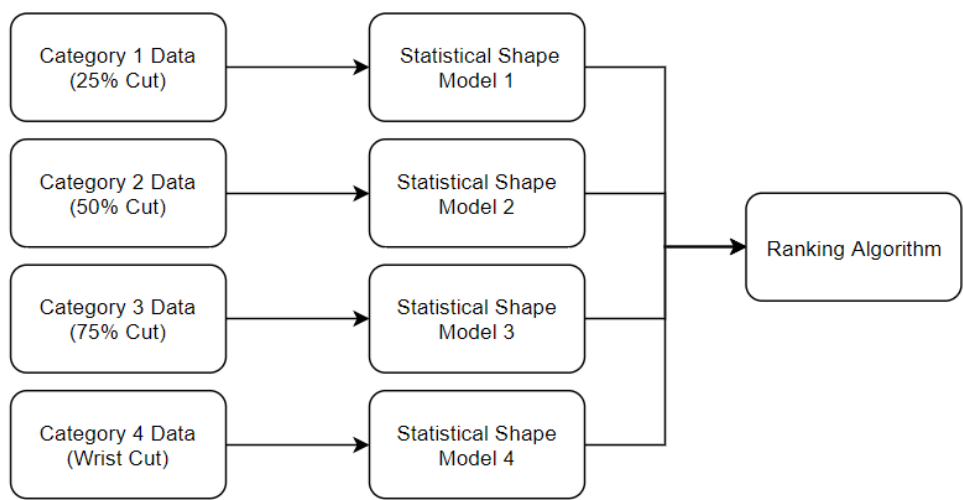 Category 1 Data
(25% Cut)
Statistical Shape
Model 1
Category 2 Data
(50% Cut)
Statistical Shape
Model 2
Ranking Algorithm
Category 3 Data
(75% Cut)
Statistical Shape
Model 3
Category 4 Data
(Wrist Cut)
Statistical Shape
Model 4